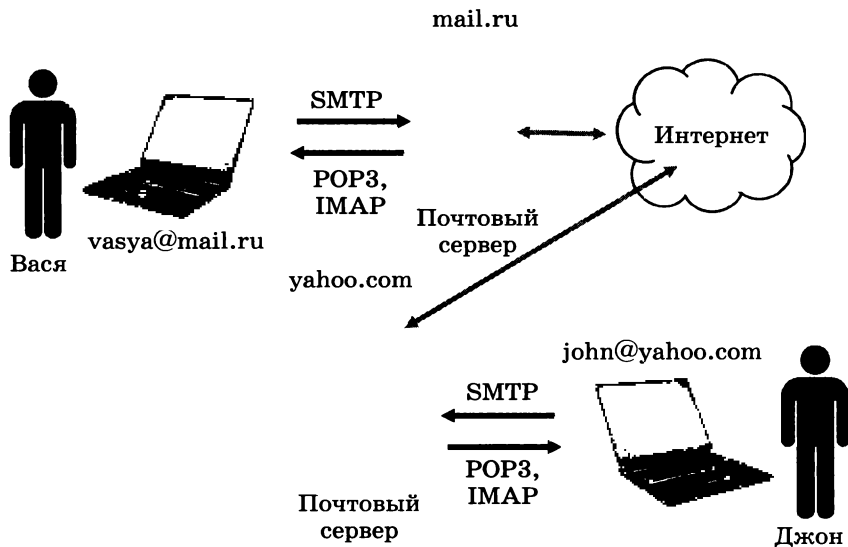 mail.ru
SMTP
Интернет
POP3,
IMAP
Почтовый
сервер
vasya@mail.ru
Вася
yahoo.com
john@yahoo.com
SMTP
POP3,
IMAP
Почтовый
сервер
Джон